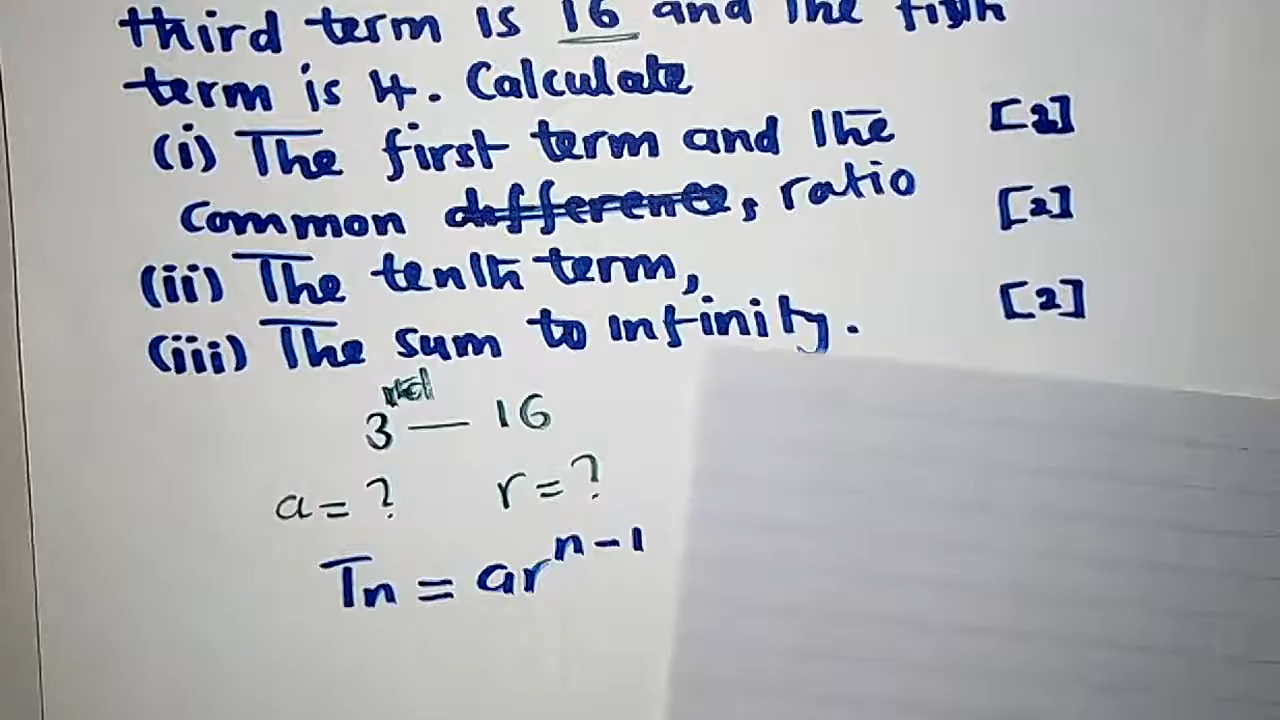 third term is 16 and the fifth
term is 4. Calculate
(i) The first term and the [2]
common difference, ratio [2]
(ii) The tenth term,
(iii) The sum to infinity. [2]
3rd — 16
a = ? r = ?
Tn = ar^n-1